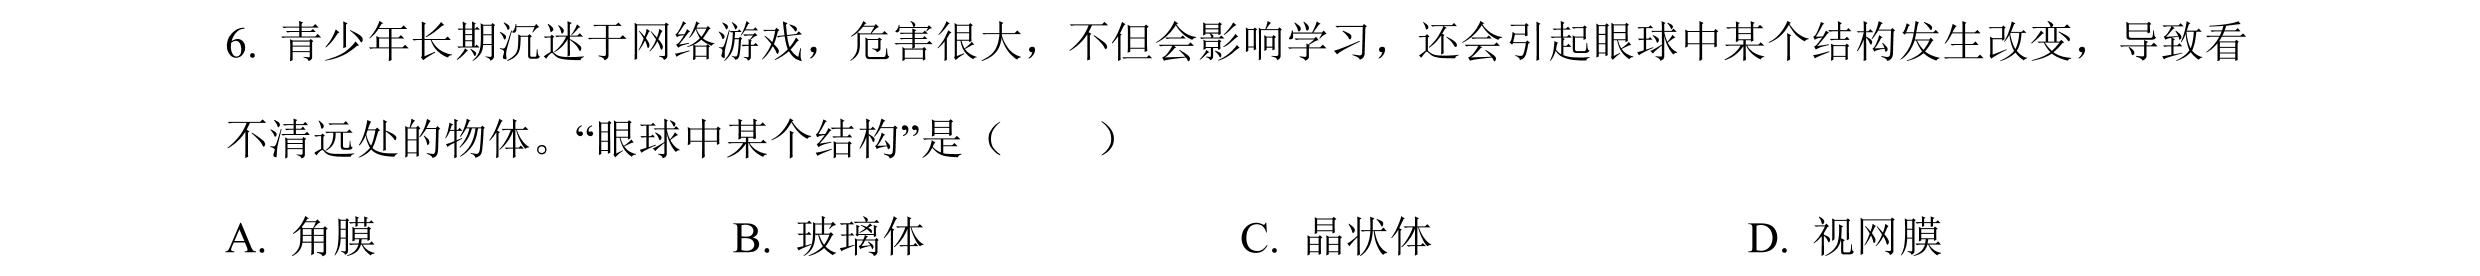 6. 青少年长期沉迷于网络游戏，危害很大，不但会影响学习，还会引起眼球中某个结构发生改变，导致看
不清远处的物体。“眼球中某个结构”是（　　）
A. 角膜 B. 玻璃体 C. 晶状体 D. 视网膜